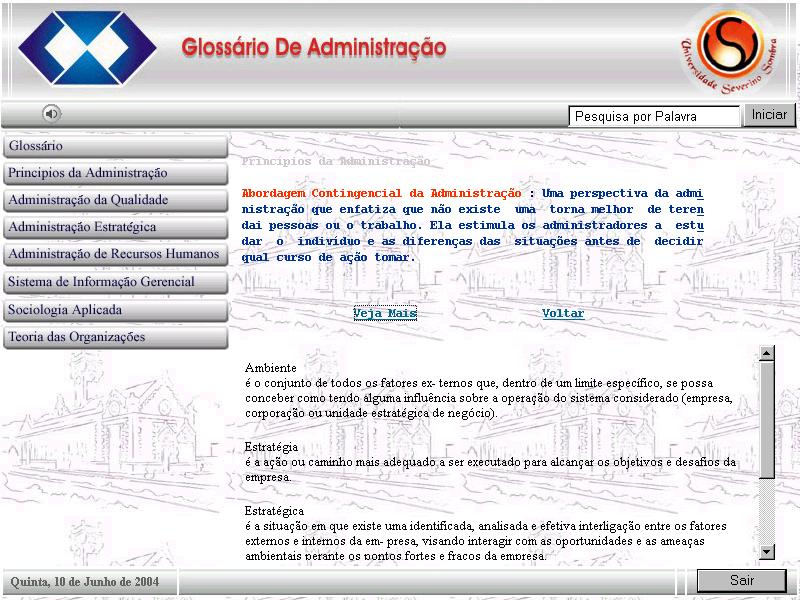 Glossário De Administração
Universidade Severino Sombra
Pesquisa por Palavra
Iniciar
Glossário
Principios da Administração
Administração da Qualidade
Administração Estratégica
Administração de Recursos Humanos
Sistema de Informação Gerencial
Sociologia Aplicada
Teoria das Organizações
Principios da Administração
Abordagem Contingencial da Administração : Uma perspectiva da admi
nistração que enfatiza que não existe uma torna melhor de teren
dai pessoas ou o trabalho. Ela estimula os administradores a estu
dar o individuo e as diferenças das situações antes de decidir
qual curso de ação tomar.
Veja Mais
Voltar
Ambiente
é o conjunto de todos os fatores ex- ternos que, dentro de um limite específico, se possa
conceber como tendo alguma influência sobre a operação do sistema considerado (empresa,
corporação ou unidade estratégica de negócio).
Estratégia
é a ação ou caminho mais adequado a ser executado para alcançar os objetivos e desafios da
empresa.
Estratégica
é a situação em que existe uma identificada, analisada e efetiva interligação entre os fatores
externos e internos da em- presa, visando interagir com as oportunidades e as ameaças
ambientais perante os pontos fortes e fracos da empresa.
Quinta, 10 de Junho de 2004
Sair